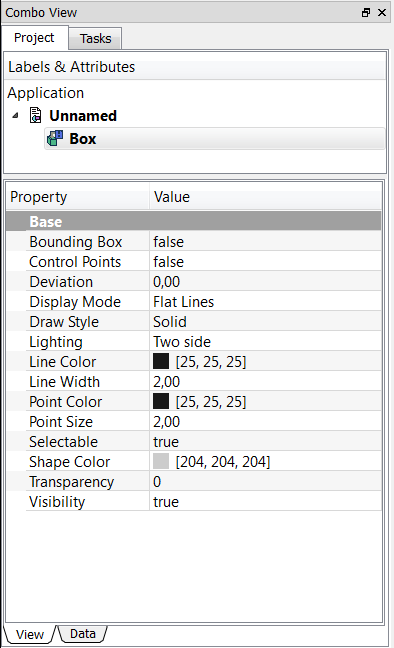 Combo View
Project Tasks
Labels & Attributes
Application
Unnamed
Box
Property Value
Base
Bounding Box false
Control Points false
Deviation 0,00
Display Mode Flat Lines
Draw Style Solid
Lighting Two side
Line Color [25, 25, 25]
Line Width 2,00
Point Color [25, 25, 25]
Point Size 2,00
Selectable true
Shape Color [204, 204, 204]
Transparency 0
Visibility true
View Data